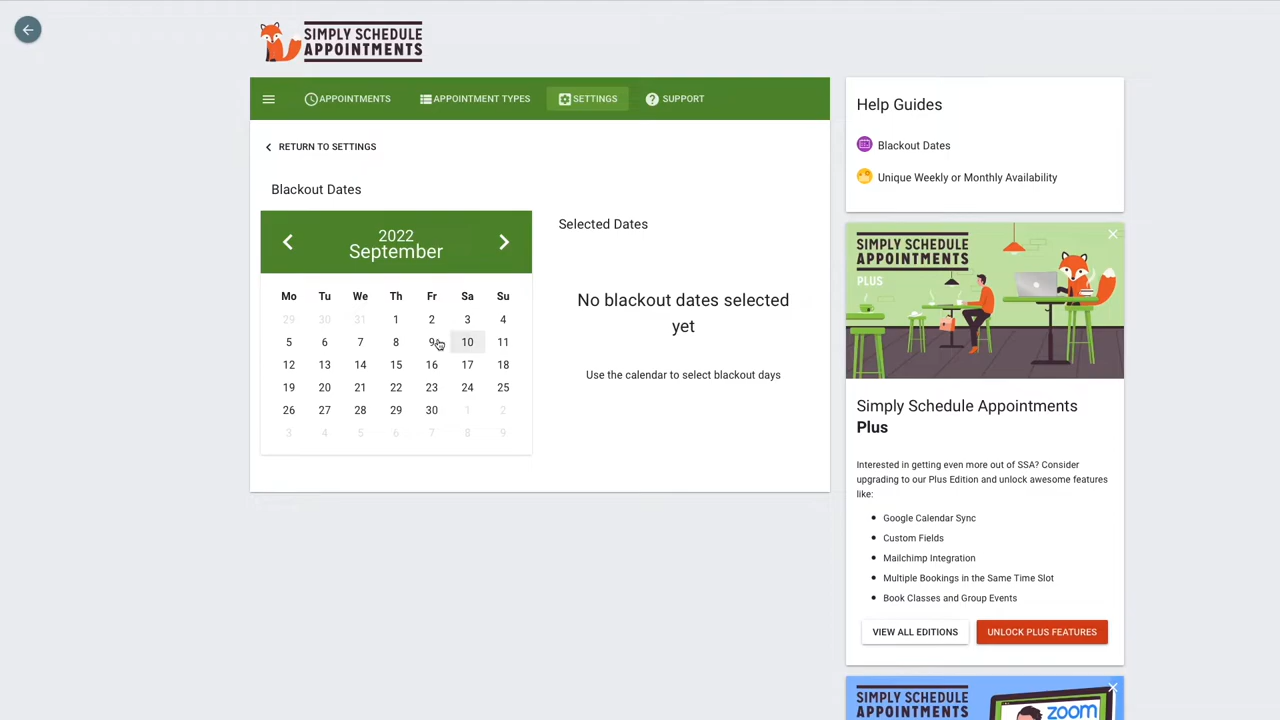 SIMPLY SCHEDULE
APPOINTMENTS
APPOINTMENTS
APPOINTMENT TYPES
SETTINGS
SUPPORT
RETURN TO SETTINGS
Blackout Dates
2022
September
Mo Tu We Th Fr Sa Su
29 30 31 1 2 3 4
5 6 7 8 9 10 11
12 13 14 15 16 17 18
19 20 21 22 23 24 25
26 27 28 29 30 1 2
3 4 5 6 7 8 9
Selected Dates
No blackout dates selected
yet
Use the calendar to select blackout days
Help Guides
Blackout Dates
Unique Weekly or Monthly Availability
SIMPLY SCHEDULE
APPOINTMENTS
PLUS
Simply Schedule Appointments
Plus
Interested in getting even more out of SSA? Consider
upgrading to our Plus Edition and unlock awesome features
like:
Google Calendar Sync
Custom Fields
Mailchimp Integration
Multiple Bookings in the Same Time Slot
Book Classes and Group Events
VIEW ALL EDITIONS
UNLOCK PLUS FEATURES
SIMPLY SCHEDULE
APPOINTMENTS
zoom